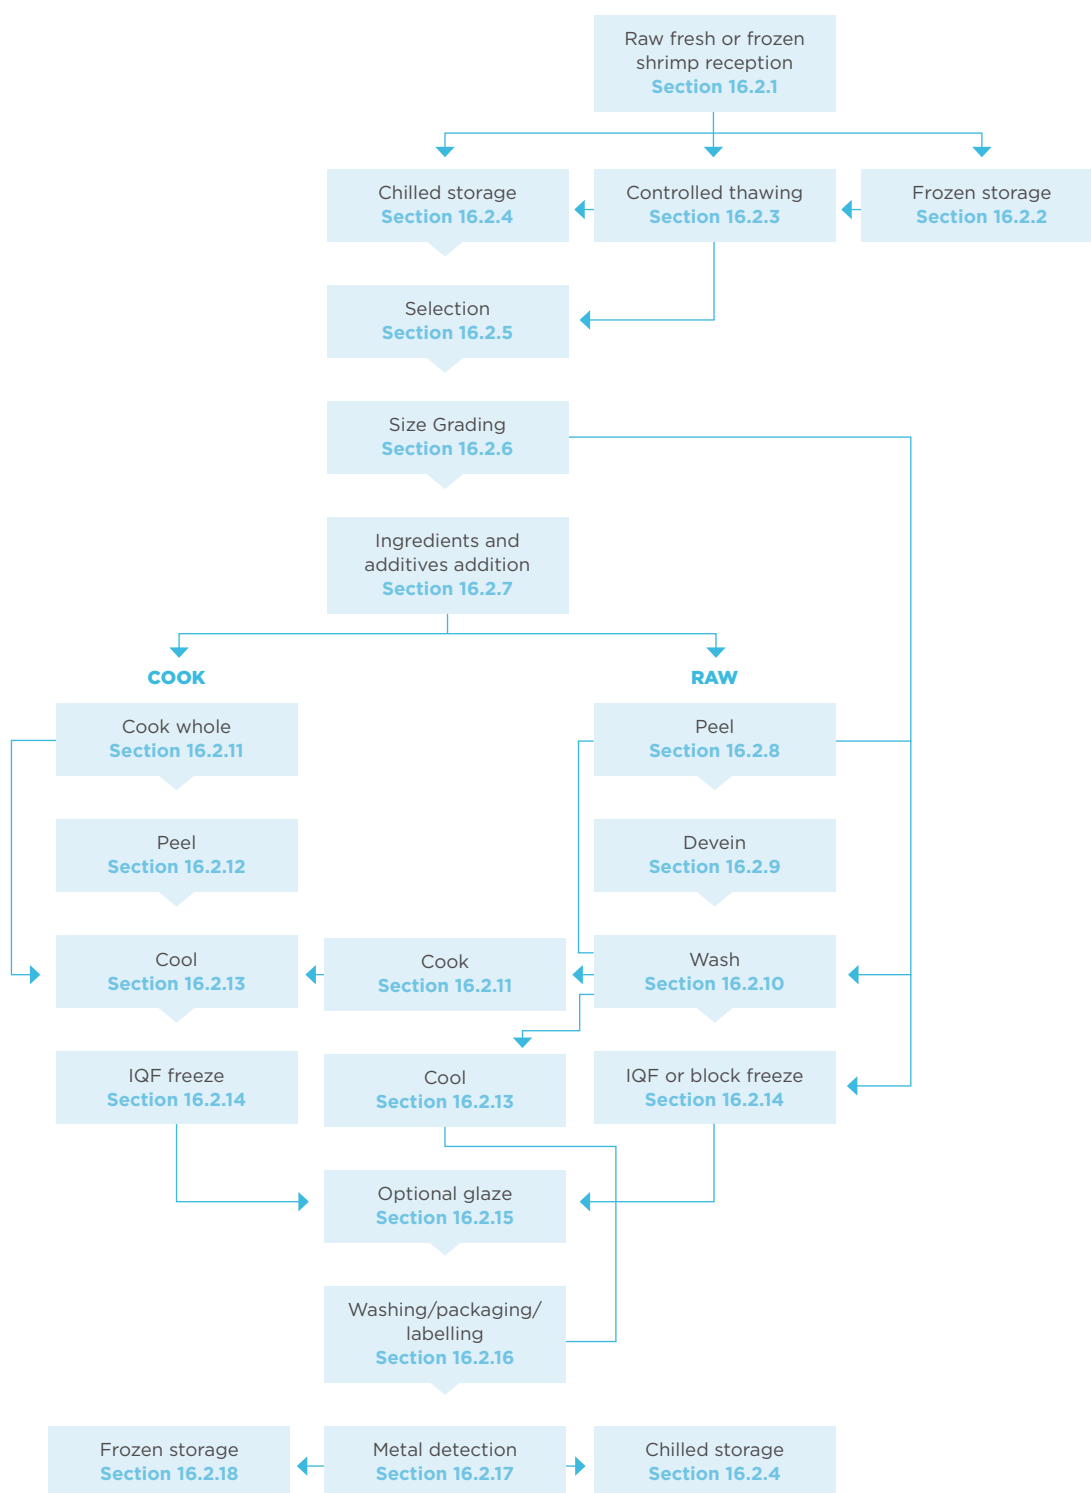 Raw fresh or frozen
shrimp reception
Section 16.2.1
Chilled storage
Section 16.2.4
Controlled thawing
Section 16.2.3
Frozen storage
Section 16.2.2
Selection
Section 16.2.5
Size Grading
Section 16.2.6
Ingredients and
additives addition
Section 16.2.7
COOK
RAW
Cook whole
Section 16.2.11
Peel
Section 16.2.8
Peel
Section 16.2.12
Devein
Section 16.2.9
Cool
Section 16.2.13
Cook
Section 16.2.11
Wash
Section 16.2.10
IQF freeze
Section 16.2.14
Cool
Section 16.2.13
IQF or block freeze
Section 16.2.14
Optional glaze
Section 16.2.15
Washing/packaging/
labelling
Section 16.2.16
Frozen storage
Section 16.2.18
Metal detection
Section 16.2.17
Chilled storage
Section 16.2.4